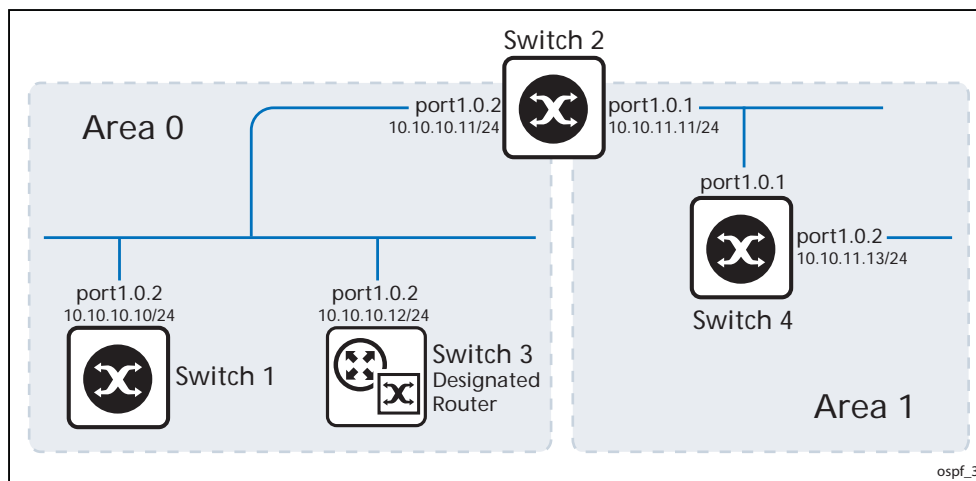 Switch 2
Area 0
port1.0.2
10.10.10.11/24
port1.0.1
10.10.11.11/24
port1.0.1
port1.0.2
10.10.11.13/24
Switch 4
port1.0.2
10.10.10.10/24
Switch 1
port1.0.2
10.10.10.12/24
Switch 3
Designated
Router
Area 1
ospf_3